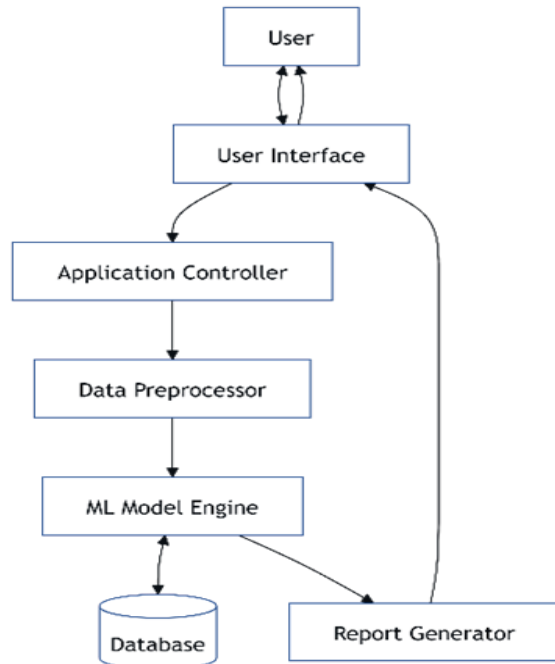 User
User Interface
Application Controller
Data Preprocessor
ML Model Engine
Database
Report Generator